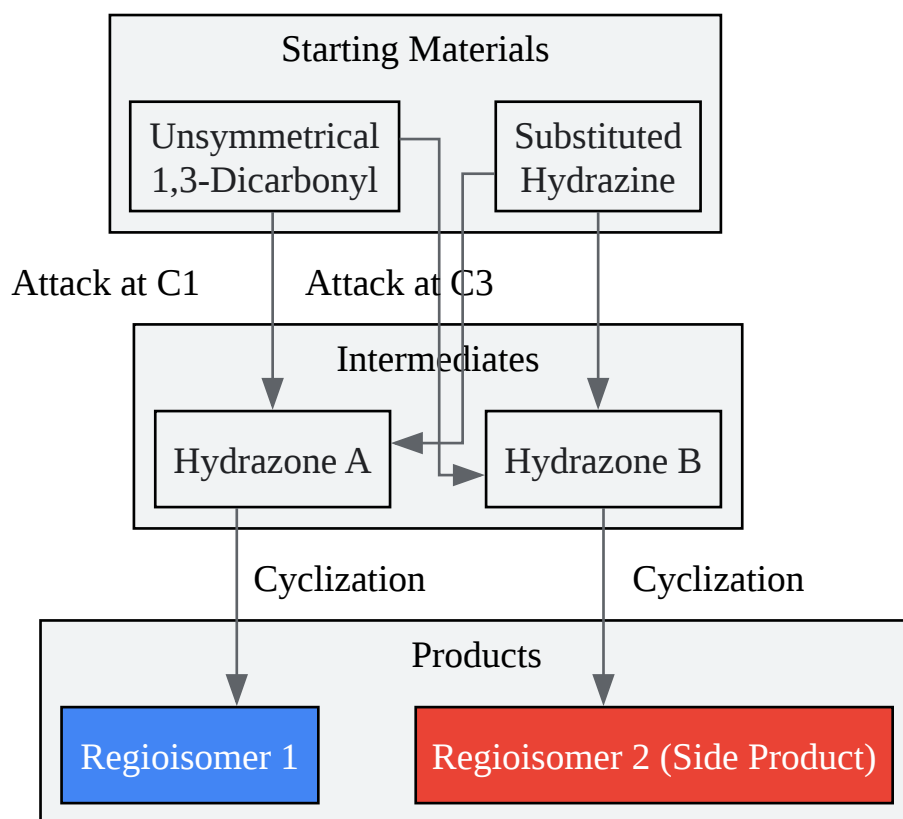 Starting Materials
Unsymmetrical
1,3-Dicarbonyl
Substituted
Hydrazine
Attack at C1
Attack at C3
Intermediates
Hydrazone A
Hydrazone B
Cyclization
Cyclization
Products
Regioisomer 1
Regioisomer 2 (Side Product)